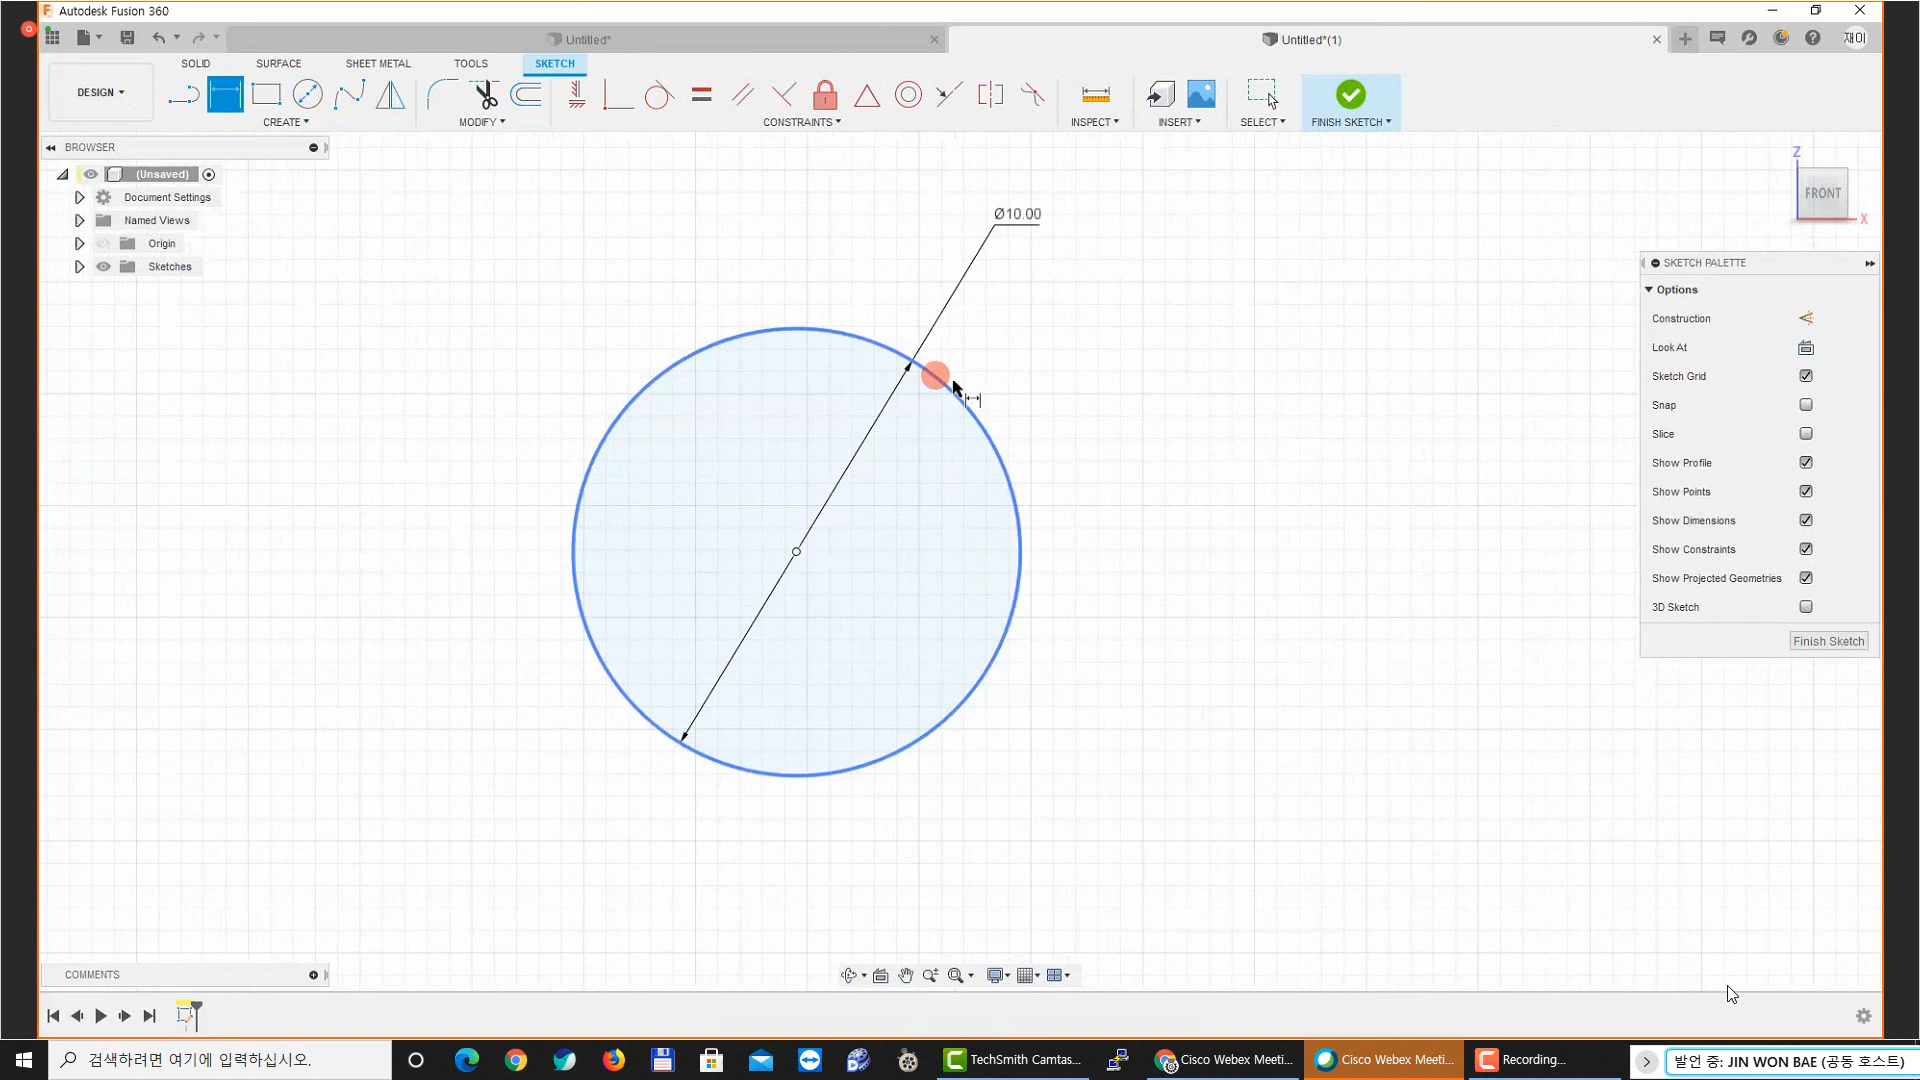 Autodesk Fusion 360
Untitled*
Untitled*(1)
재이
DESIGN
SOLID
SURFACE
SHEET METAL
TOOLS
SKETCH
CREATE
MODIFY
CONSTRAINTS
INSPECT
INSERT
SELECT
FINISH SKETCH
BROWSER
(Unsaved)
Document Settings
Named Views
Origin
Sketches
Ø10.00
Z
FRONT
X
SKETCH PALETTE
Options
Construction
Look At
Sketch Grid
Snap
Slice
Show Profile
Show Points
Show Dimensions
Show Constraints
Show Projected Geometries
3D Sketch
Finish Sketch
COMMENTS
검색하려면 여기에 입력하십시오.
TechSmith Camtas...
Cisco Webex Meeti...
Cisco Webex Meeti...
Recording...
발언 중: JIN WON BAE (공동 호스트)